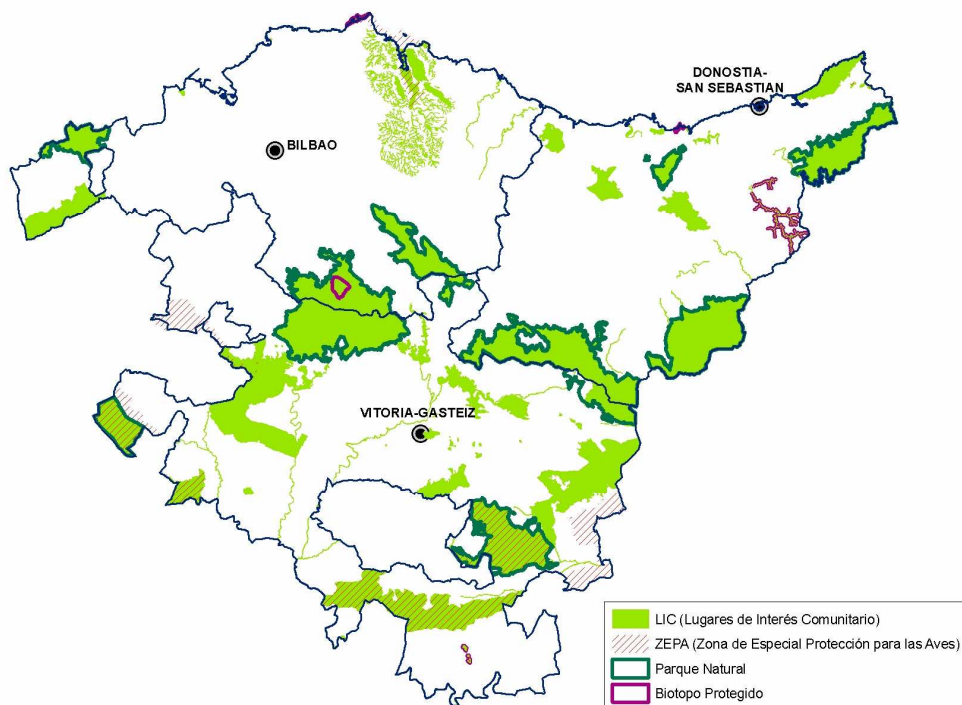 DONOSTIA-
SAN SEBASTIAN
BILBAO
VITORIA-GASTEIZ
LIC (Lugares de Interés Comunitario)
ZEPA (Zona de Especial Protección para las Aves)
Parque Natural
Biotopo Protegido